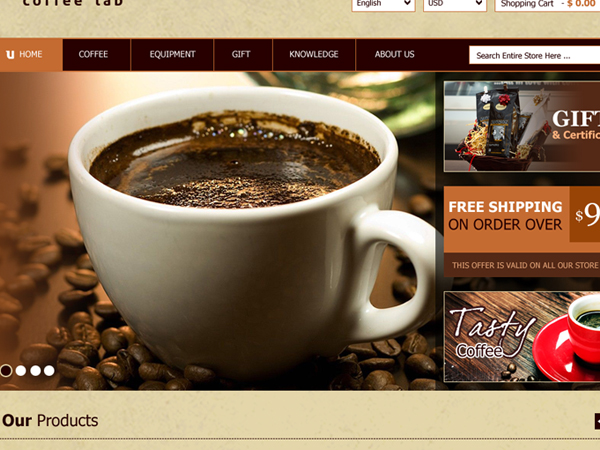 coffee lab
English
USD
Shopping Cart - $ 0.00
HOME
COFFEE
EQUIPMENT
GIFT
KNOWLEDGE
ABOUT US
Search Entire Store Here ...
GIFT
& Certific
FREE SHIPPING
ON ORDER OVER
$9
THIS OFFER IS VALID ON ALL OUR STORE
Tasty
Coffee
Our Products